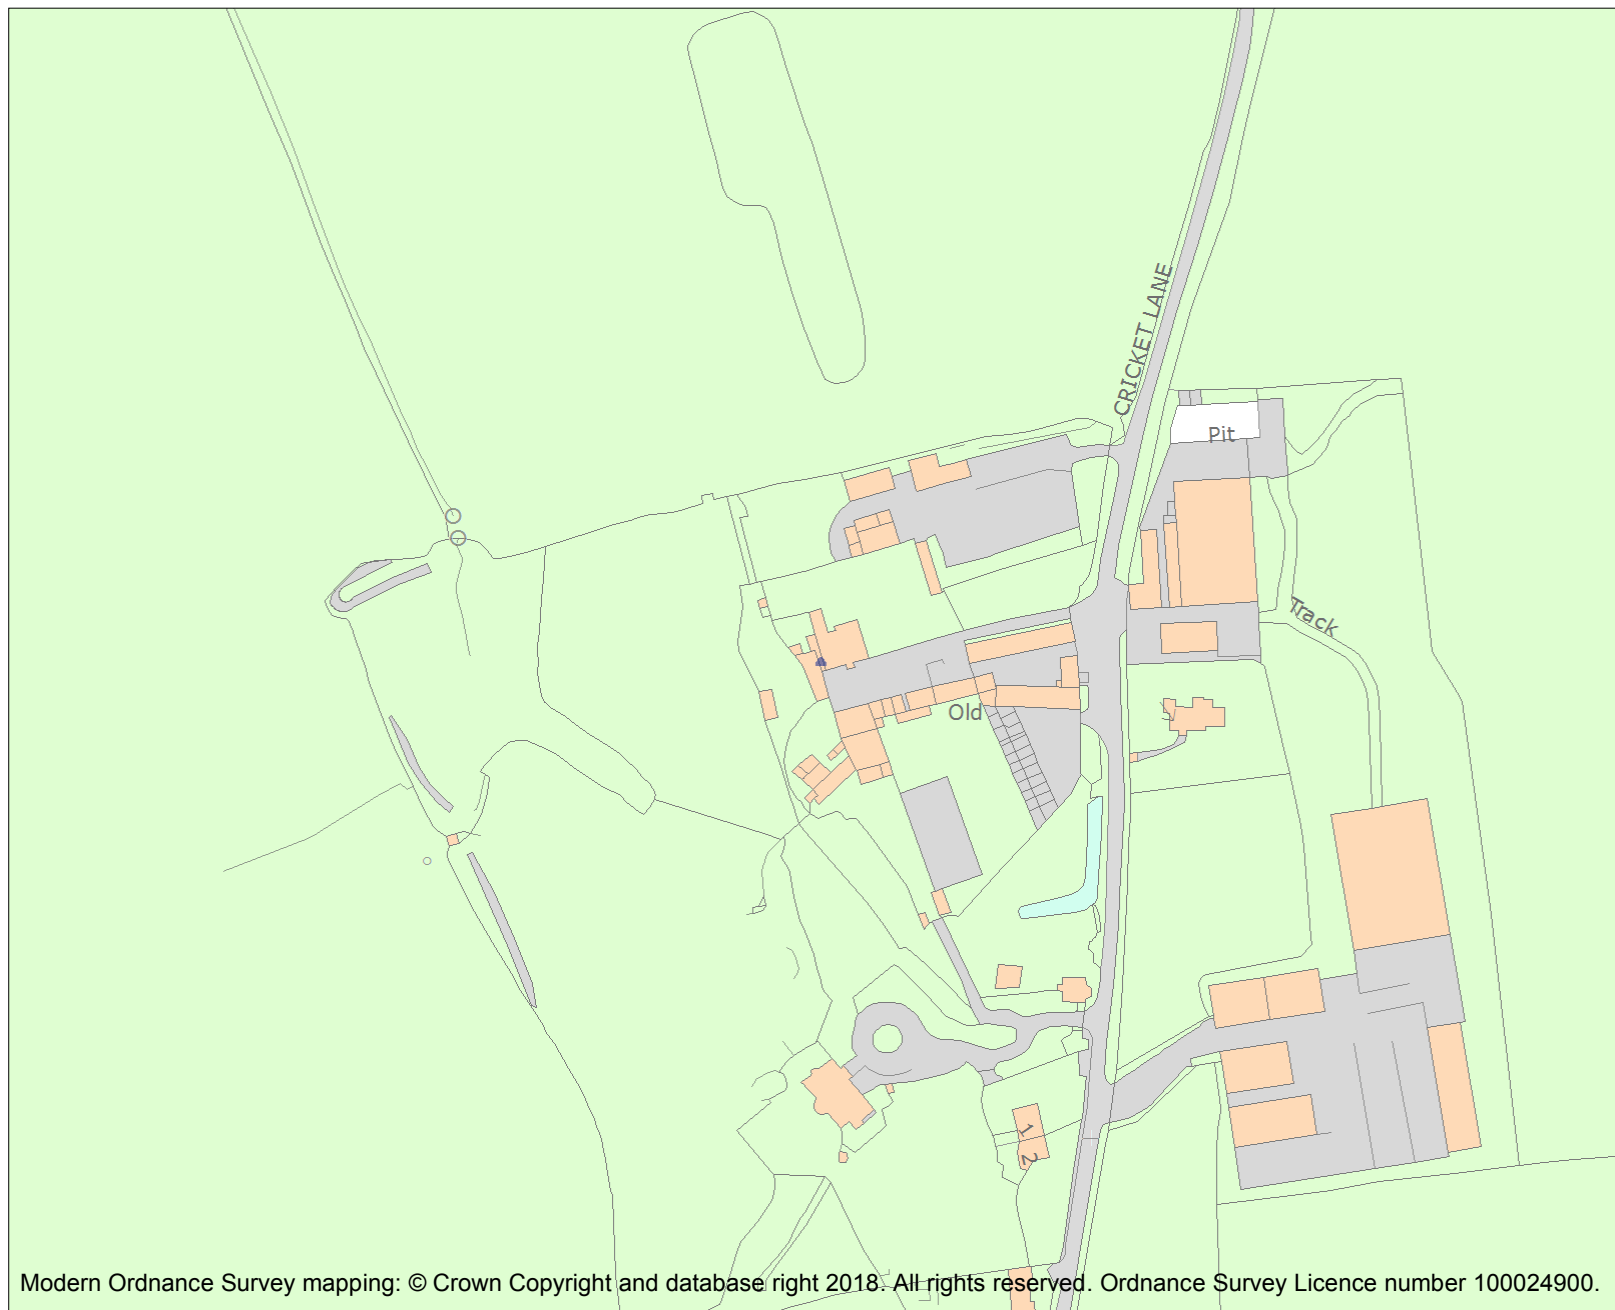 CRICKET LANE
Pit
Track
Old
1
2
Modern Ordnance Survey mapping: © Crown Copyright and database right 2018. All rights reserved. Ordnance Survey Licence number 100024900.